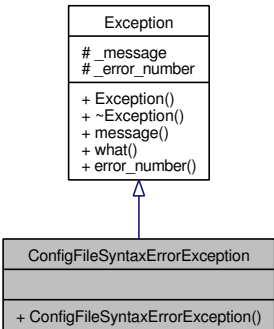 Exception
# _message
# _error_number
+ Exception()
+ ~Exception()
+ message()
+ what()
+ error_number()
ConfigFileSyntaxErrorException
+ ConfigFileSyntaxErrorException()